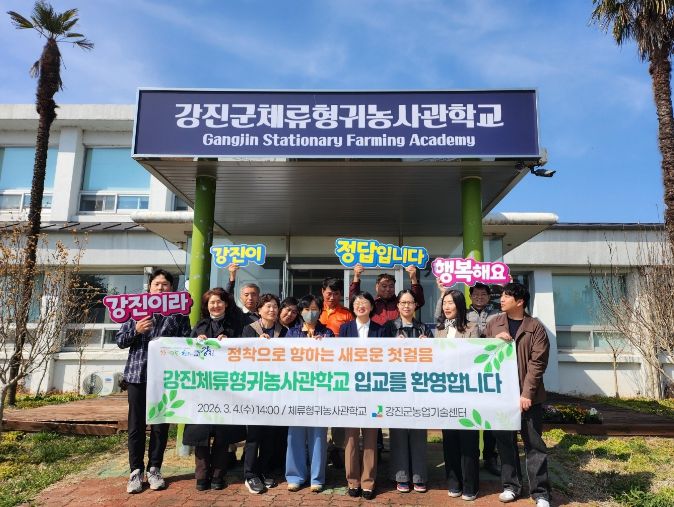 강진군체류형귀농사관학교
Gangjin Stationary Farming Academy
강진이
정답입니다
행복해요
강진이라
정착으로 향하는 새로운 첫걸음
강진체류형귀농사관학교 입교를 환영합니다
2026. 3. 4.(수) 14:00 / 체류형귀농사관학교
강진군농업기술센터